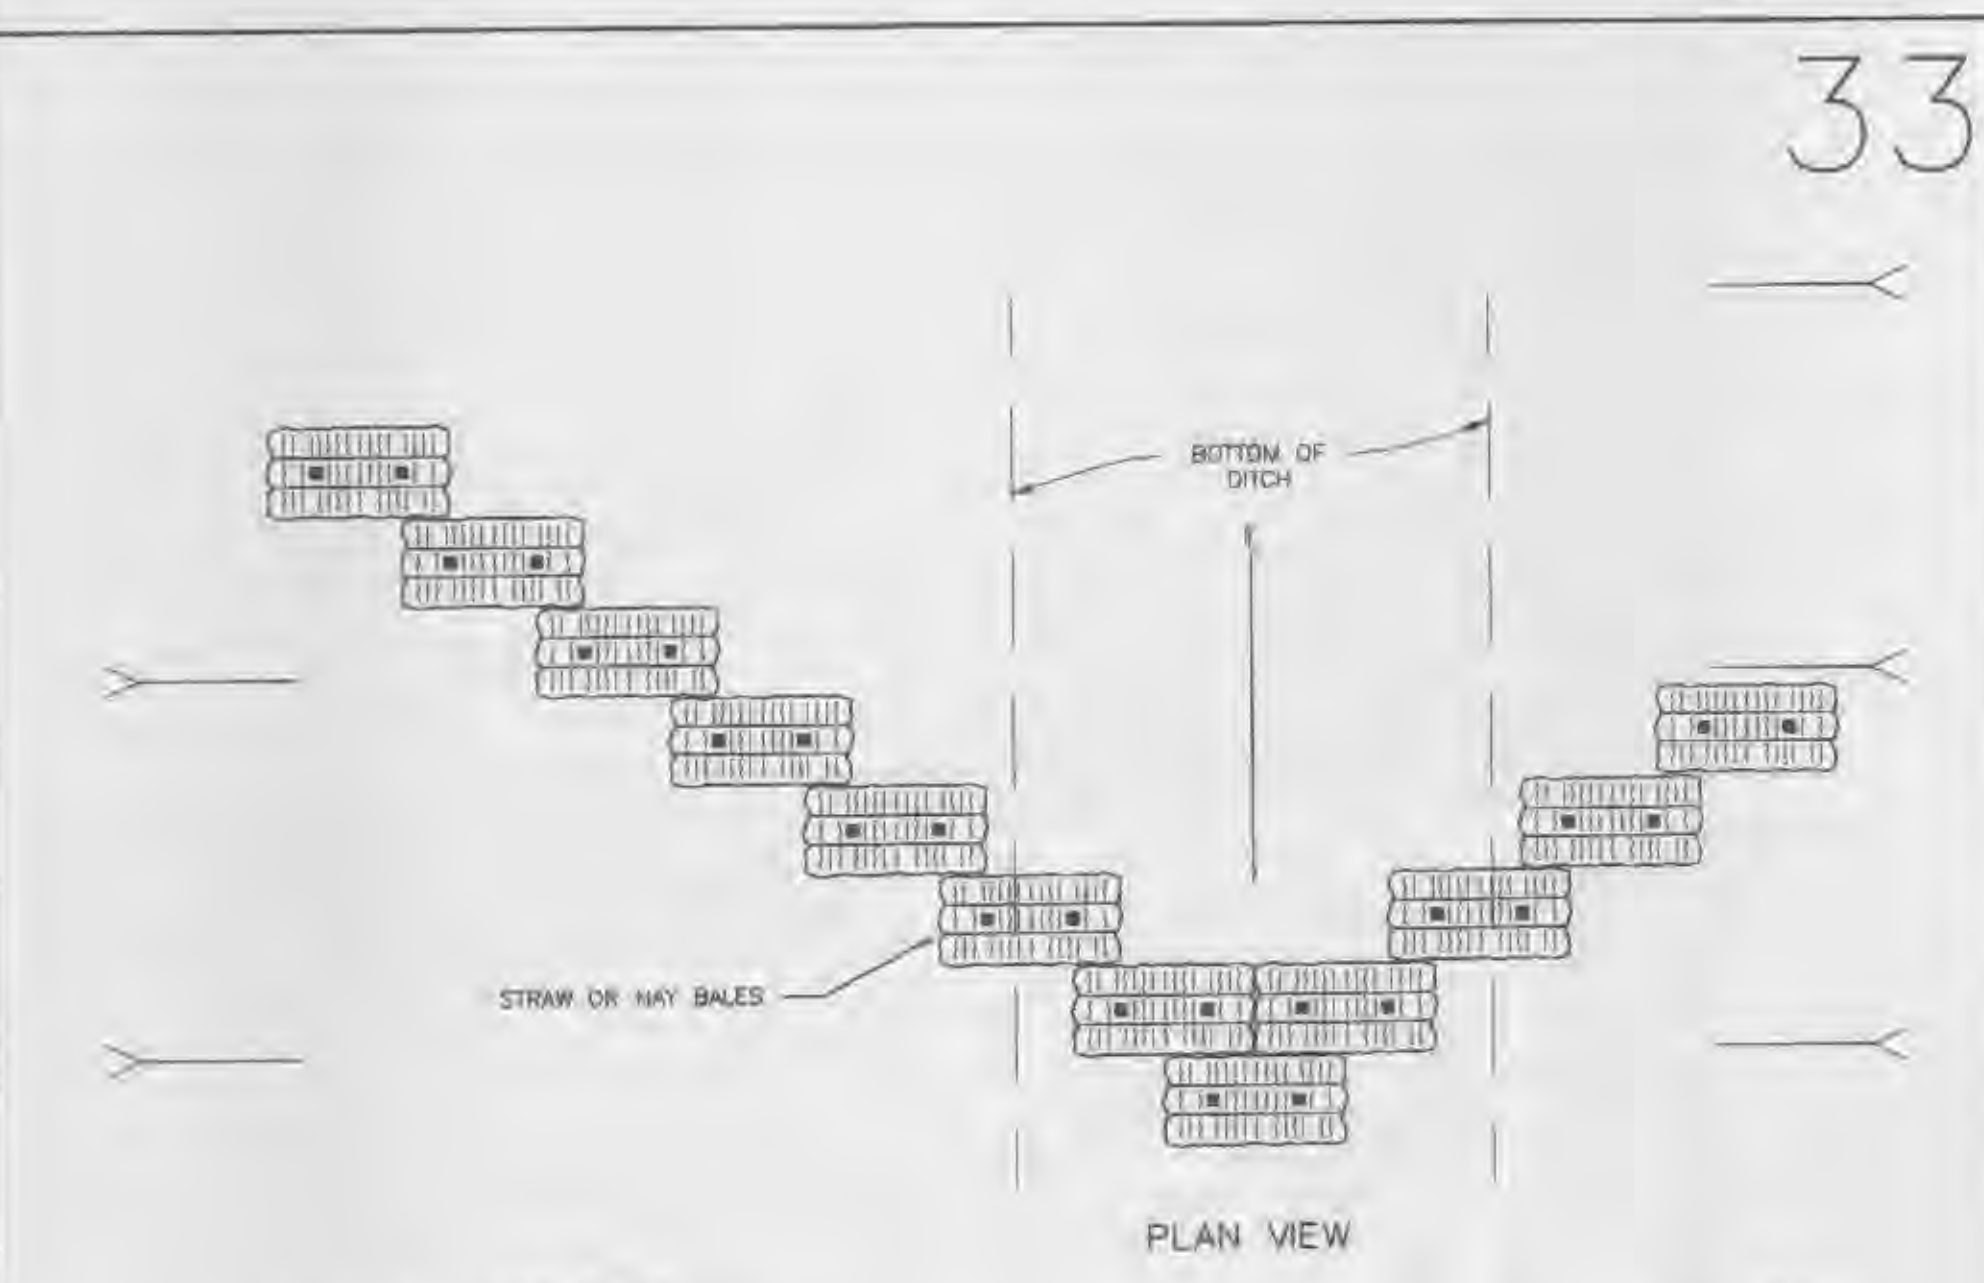 33
BOTTOM OF
DITCH
STRAW OR HAY BALES
PLAN VIEW